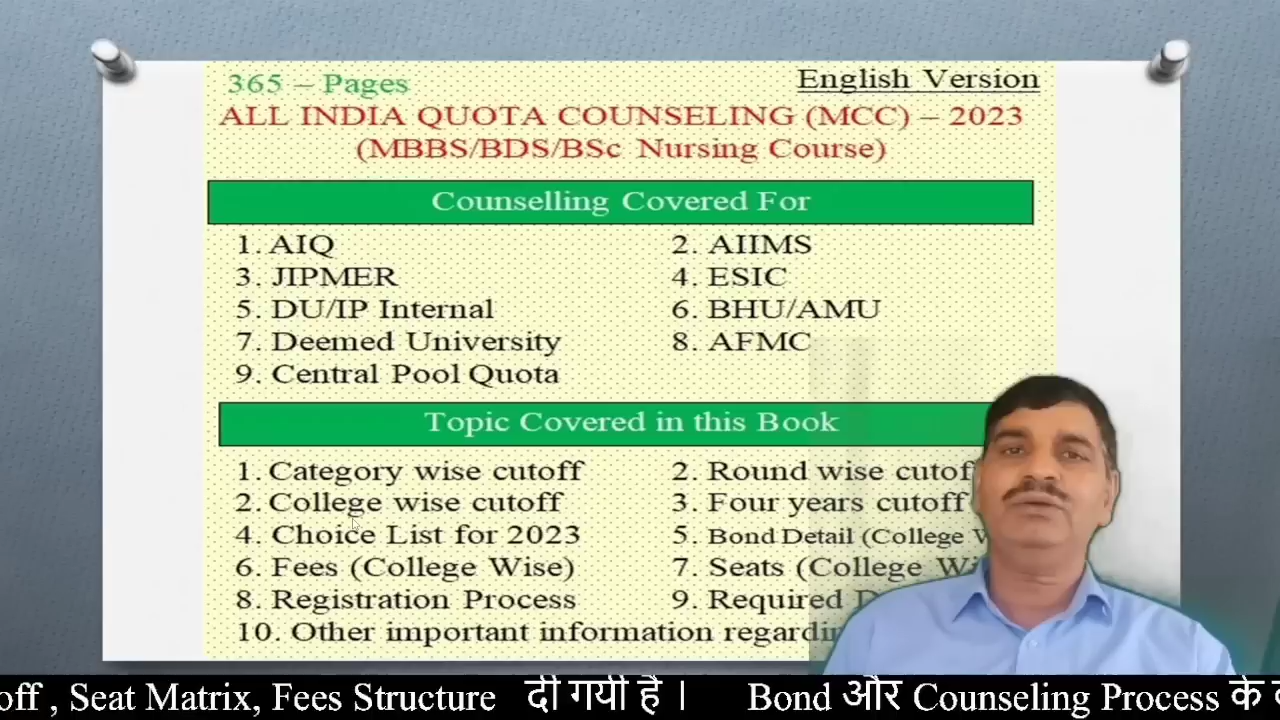 365 – Pages English Version
ALL INDIA QUOTA COUNSELING (MCC) – 2023
(MBBS/BDS/BSc Nursing Course)
Counselling Covered For
1. AIQ 2. AIIMS
3. JIPMER 4. ESIC
5. DU/IP Internal 6. BHU/AMU
7. Deemed University 8. AFMC
9. Central Pool Quota
Topic Covered in this Book
1. Category wise cutoff 2. Round wise cutof
2. College wise cutoff 3. Four years cutoff
4. Choice List for 2023 5. Bond Detail (College
6. Fees (College Wise) 7. Seats (College
8. Registration Process 9. Required
10. Other important information
off , Seat Matrix, Fees Structure दी गयी है । Bond और Counseling Process के